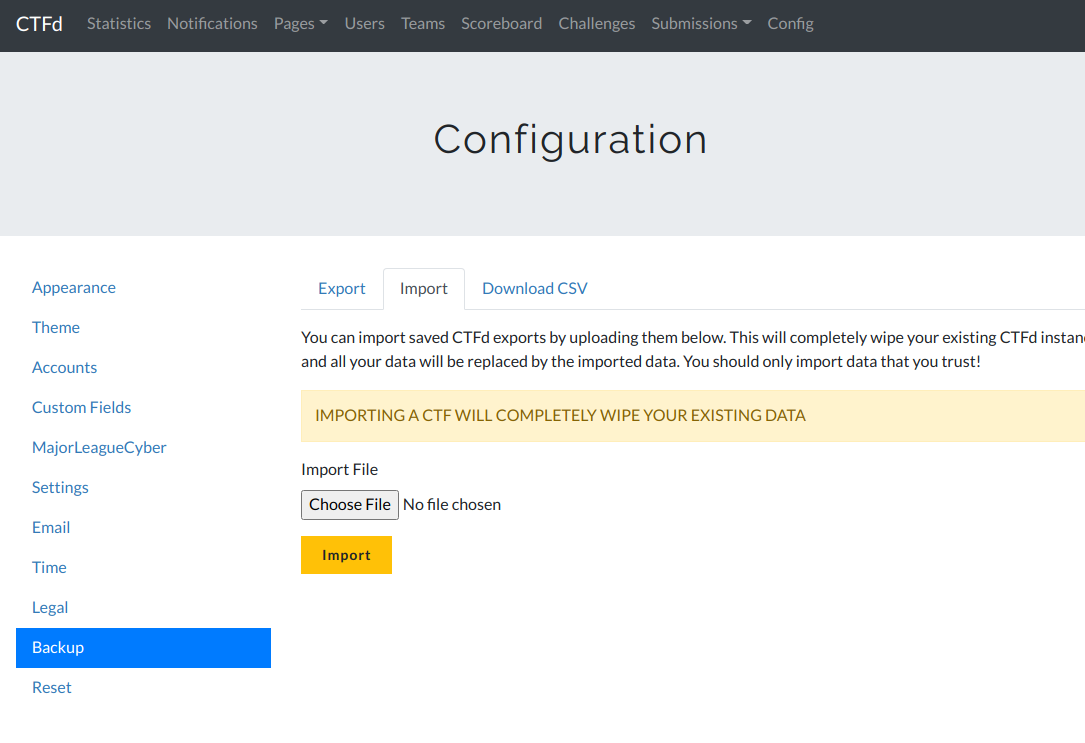 CTFd Statistics Notifications Pages Users Teams Scoreboard Challenges Submissions Config
Configuration
Appearance
Theme
Accounts
Custom Fields
MajorLeagueCyber
Settings
Email
Time
Legal
Backup
Reset
Export Import Download CSV
You can import saved CTFd exports by uploading them below. This will completely wipe your existing CTFd
and all your data will be replaced by the imported data. You should only import data that you trust!
IMPORTING A CTF WILL COMPLETELY WIPE YOUR EXISTING DATA
Import File
Choose File No file chosen
Import